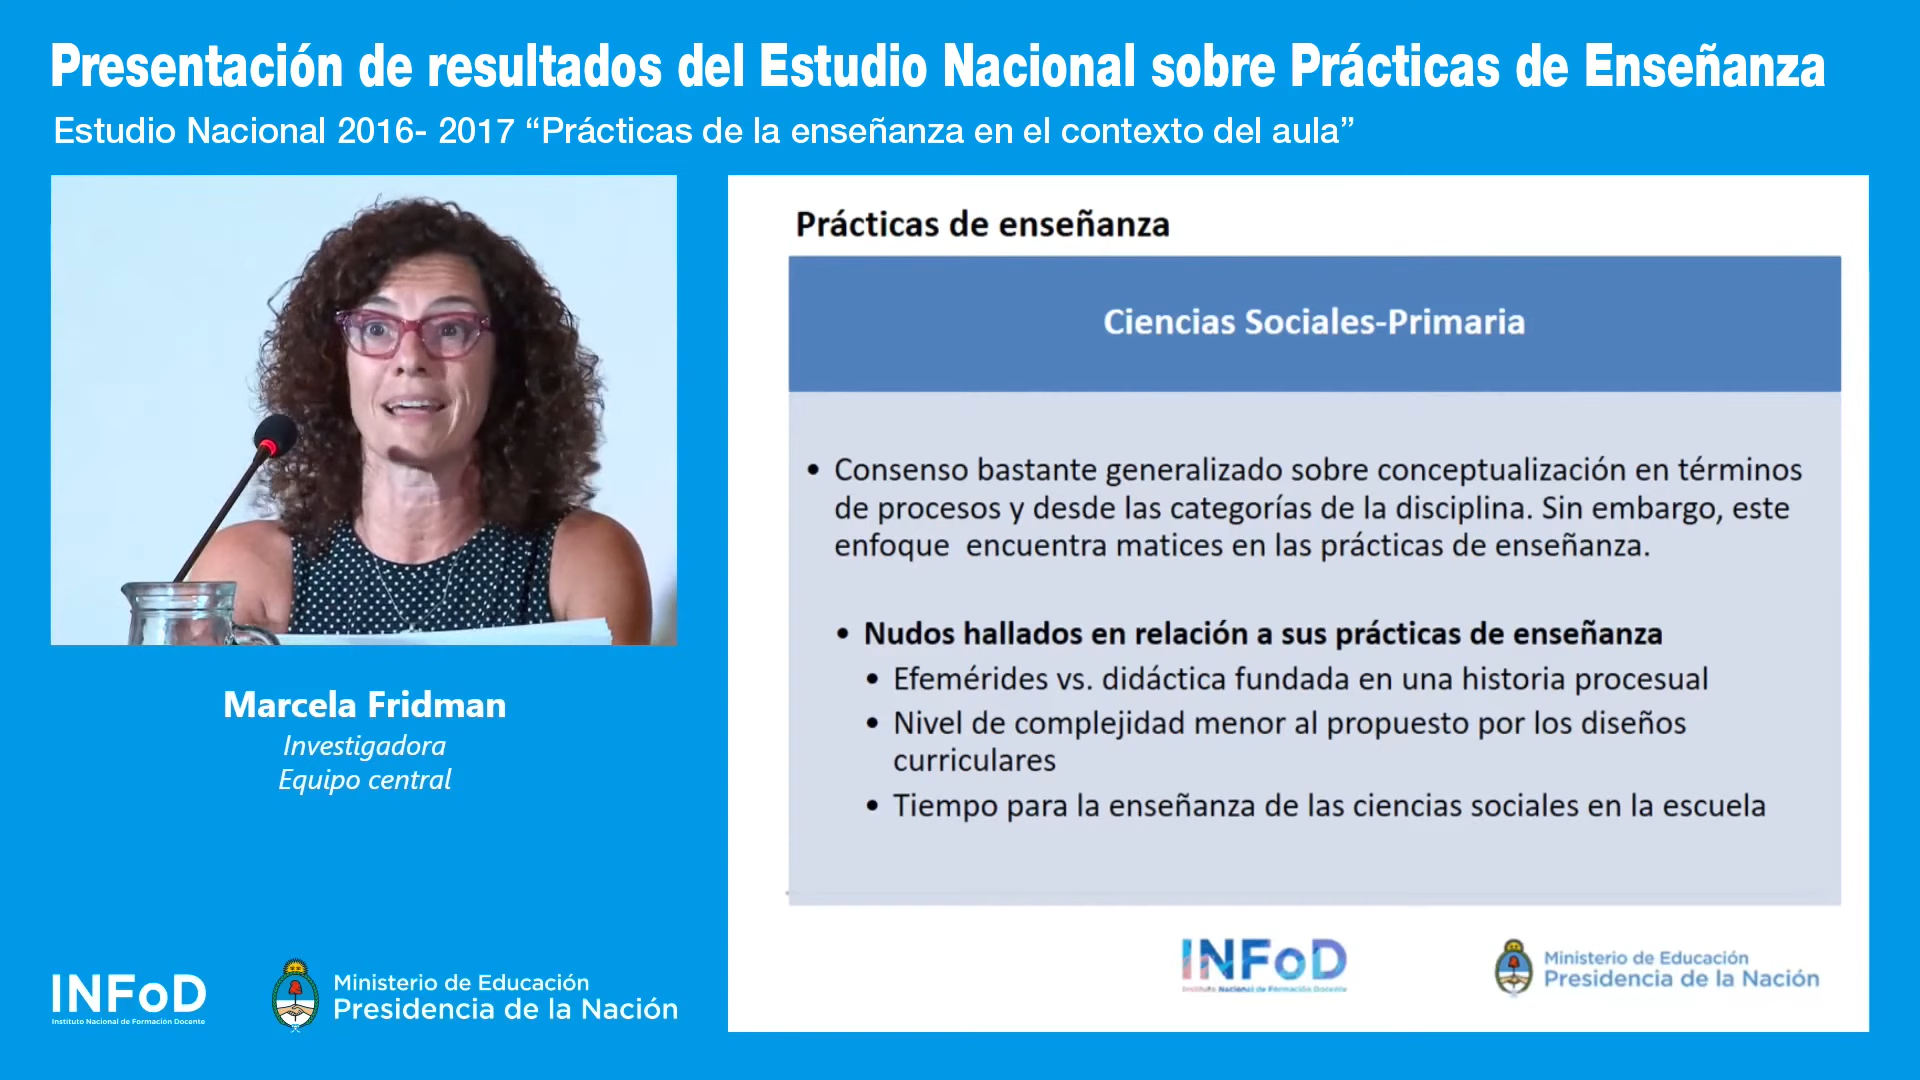 Presentación de resultados del Estudio Nacional sobre Prácticas de Enseñanza
Estudio Nacional 2016- 2017 “Prácticas de la enseñanza en el contexto del aula”
Marcela Fridman
Investigadora
Equipo central
INFoD
Instituto Nacional de Formación Docente
Ministerio de Educación
Presidencia de la Nación
Prácticas de enseñanza
Ciencias Sociales-Primaria
• Consenso bastante generalizado sobre conceptualización en términos
de procesos y desde las categorías de la disciplina. Sin embargo, este
enfoque encuentra matices en las prácticas de enseñanza.
• Nudos hallados en relación a sus prácticas de enseñanza
• Efemérides vs. didáctica fundada en una historia procesual
• Nivel de complejidad menor al propuesto por los diseños
curriculares
• Tiempo para la enseñanza de las ciencias sociales en la escuela
INFoD
Instituto Nacional de Formación Docente
Ministerio de Educación
Presidencia de la Nación